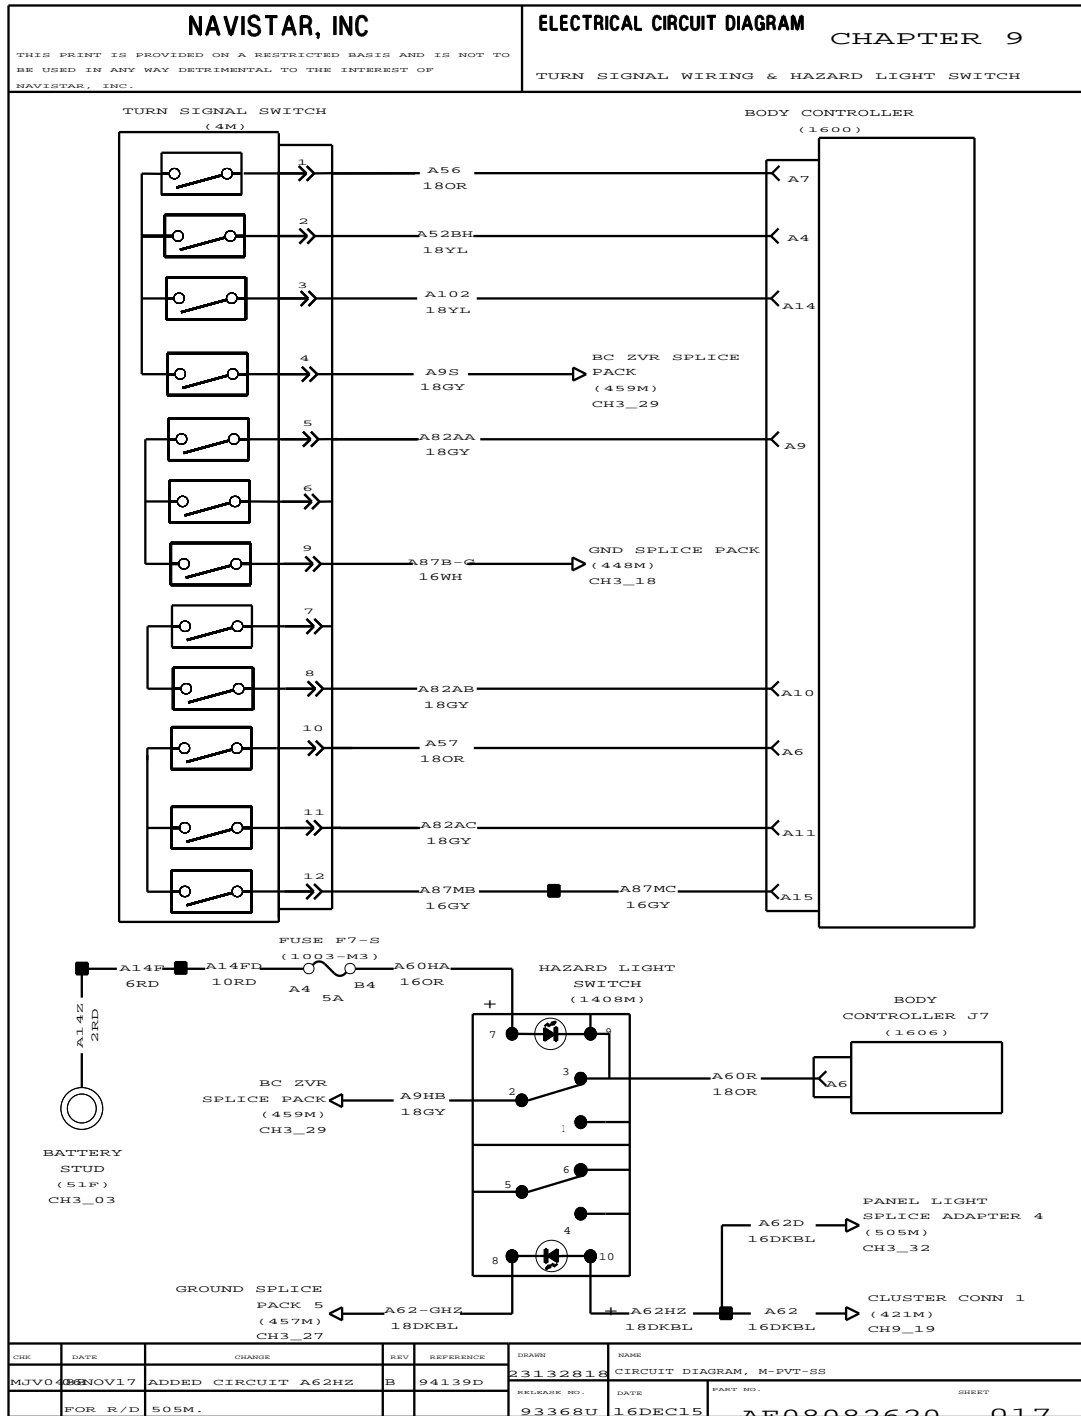 NAVISTAR, INC
THIS PRINT IS PROVIDED ON A RESTRICTED BASIS AND IS NOT TO
BE USED IN ANY WAY DETRIMENTAL TO THE INTEREST OF
NAVISTAR, INC.
ELECTRICAL CIRCUIT DIAGRAM
CHAPTER 9
TURN SIGNAL WIRING & HAZARD LIGHT SWITCH
TURN SIGNAL SWITCH
(4M)
BODY CONTROLLER
(1600)
1
A56
18OR
A7
2
A52BH
18YL
A4
3
A102
18YL
A14
4
A9S
18GY
BC ZVR SPLICE
PACK
(459M)
CH3_29
5
A82AA
18GY
A9
6
9
A87B-G
16WH
GND SPLICE PACK
(448M)
CH3_18
7
8
A82AB
18GY
A10
10
A57
18OR
A6
11
A82AC
18GY
A11
12
A87MB
16GY
A87MC
16GY
A15
FUSE F7-S
(1003-M3)
A14F
6RD
A14FD
10RD
A4
5A
B4
A60HA
16OR
HAZARD LIGHT
SWITCH
(1408M)
A14Z
2RD
+
7
9
3
2
1
6
5
4
8
10
BODY
CONTROLLER J7
(1606)
A60R
18OR
A6
BC ZVR
SPLICE PACK
(459M)
CH3_29
A9HB
18GY
BATTERY
STUD
(51F)
CH3_03
PANEL LIGHT
SPLICE ADAPTER 4
(505M)
CH3_32
A62D
16DKBL
GROUND SPLICE
PACK 5
(457M)
CH3_27
A62-GHZ
18DKBL
+
A62HZ
18DKBL
A62
16DKBL
CLUSTER CONN 1
(421M)
CH9_19
CHK DATE CHANGE REV REFERENCE
ADDED CIRCUIT A62HZ B 94139D
FOR R/D 505M.
DRAWN
23132818
NAME
CIRCUIT DIAGRAM, M-PVT-SS
RELEASE NO.
93368U
DATE
16DEC15
PART NO.
SHEET